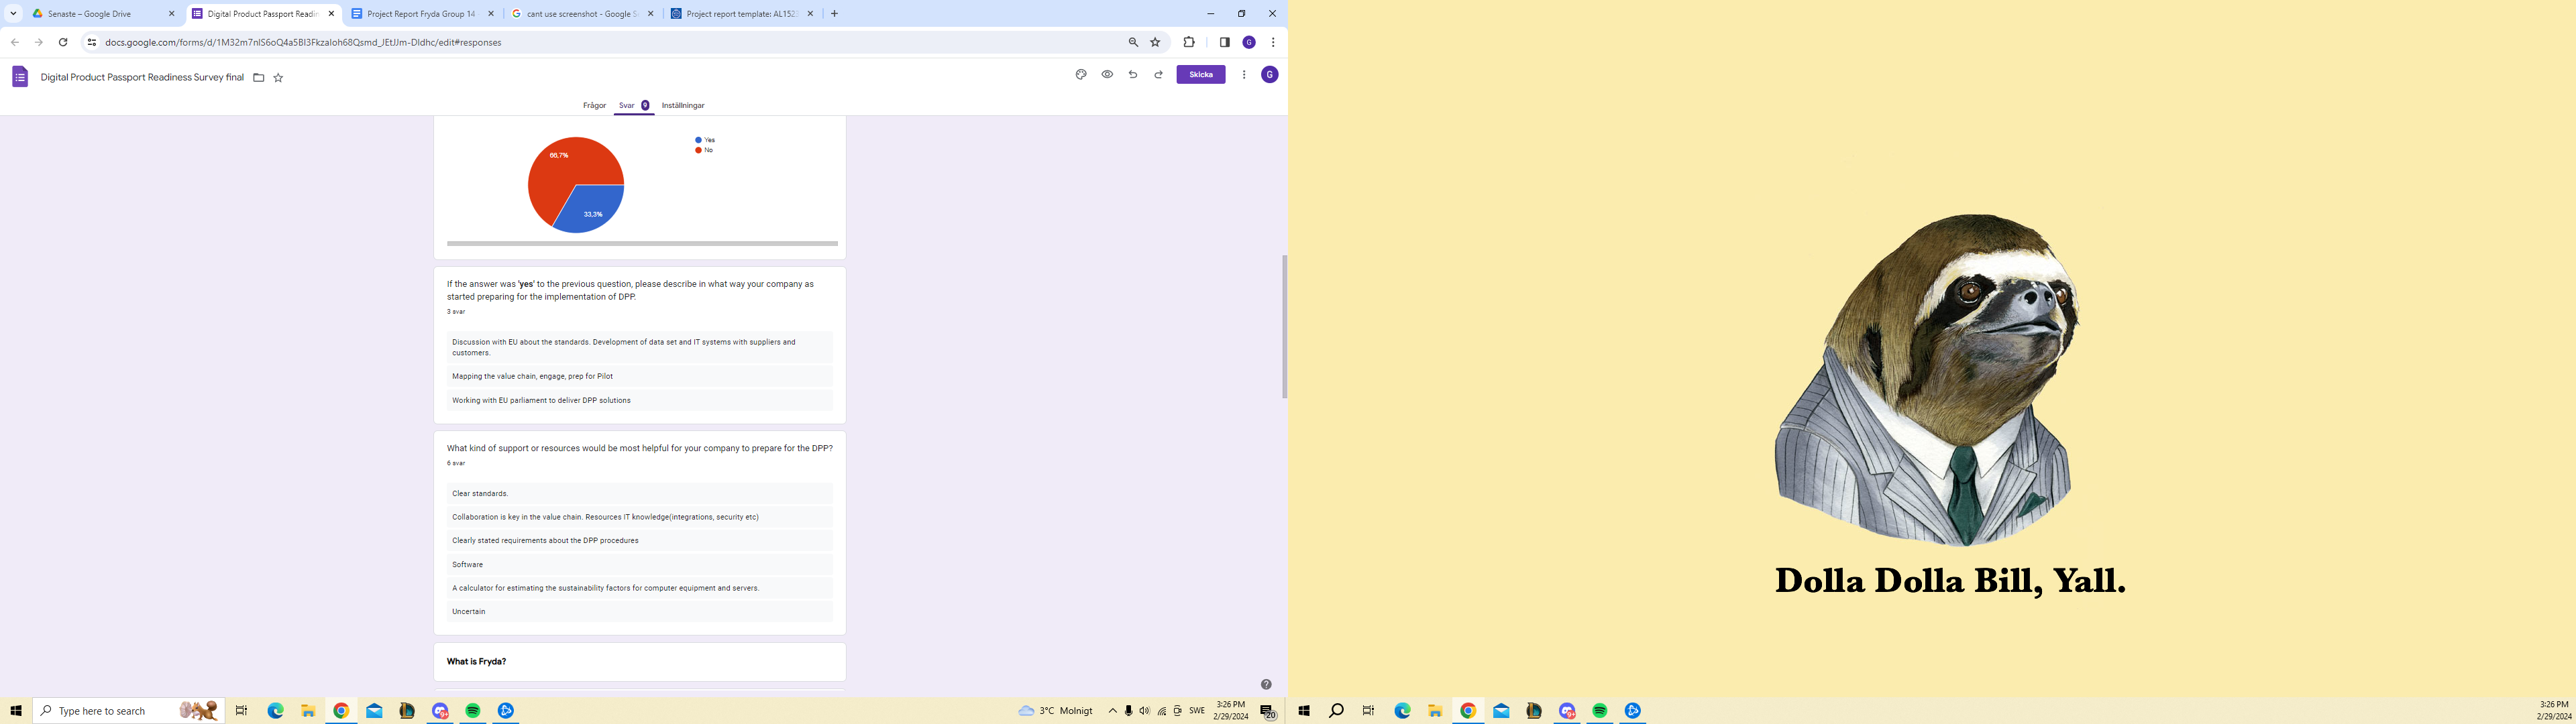 Senaste – Google Drive
Digital Product Passport Readin
Project Report Fryda Group 14
cant use screenshot - Google S
Project report template: AL152
docs.google.com/forms/d/1M32m7nlS6oQ4aSBl3Fkzaloh68Qsmd_JEtJJm-DIdhc/edit#responses
G
Digital Product Passport Readiness Survey final
Skicka
G
Frågor
Svar 9
Inställningar
66,7%
33,3%
Yes
No
If the answer was 'yes' to the previous question, please describe in what way your company as
started preparing for the implementation of DPP.
3 svar
Discussion with EU about the standards. Development of data set and IT systems with suppliers and
customers.
Mapping the value chain, engage, prep for Pilot
Working with EU parliament to deliver DPP solutions
What kind of support or resources would be most helpful for your company to prepare for the DPP?
6 svar
Clear standards.
Collaboration is key in the value chain. Resources IT knowledge(integrations, security etc)
Clearly stated requirements about the DPP procedures
Software
A calculator for estimating the sustainability factors for computer equipment and servers.
Uncertain
What is Fryda?
Type here to search
3°C Molnigt
SWE
3:26 PM
2/29/2024
20
Dolla Dolla Bill, Yall.
3:26 PM
2/29/2024